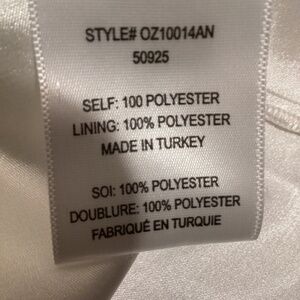 STYLE# OZ10014AN
50925
SELF: 100 POLYESTER
LINING: 100% POLYESTER
MADE IN TURKEY
SOI: 100% POLYESTER
DOUBLURE: 100% POLYESTER
FABRIQUÉ EN TURQUIE